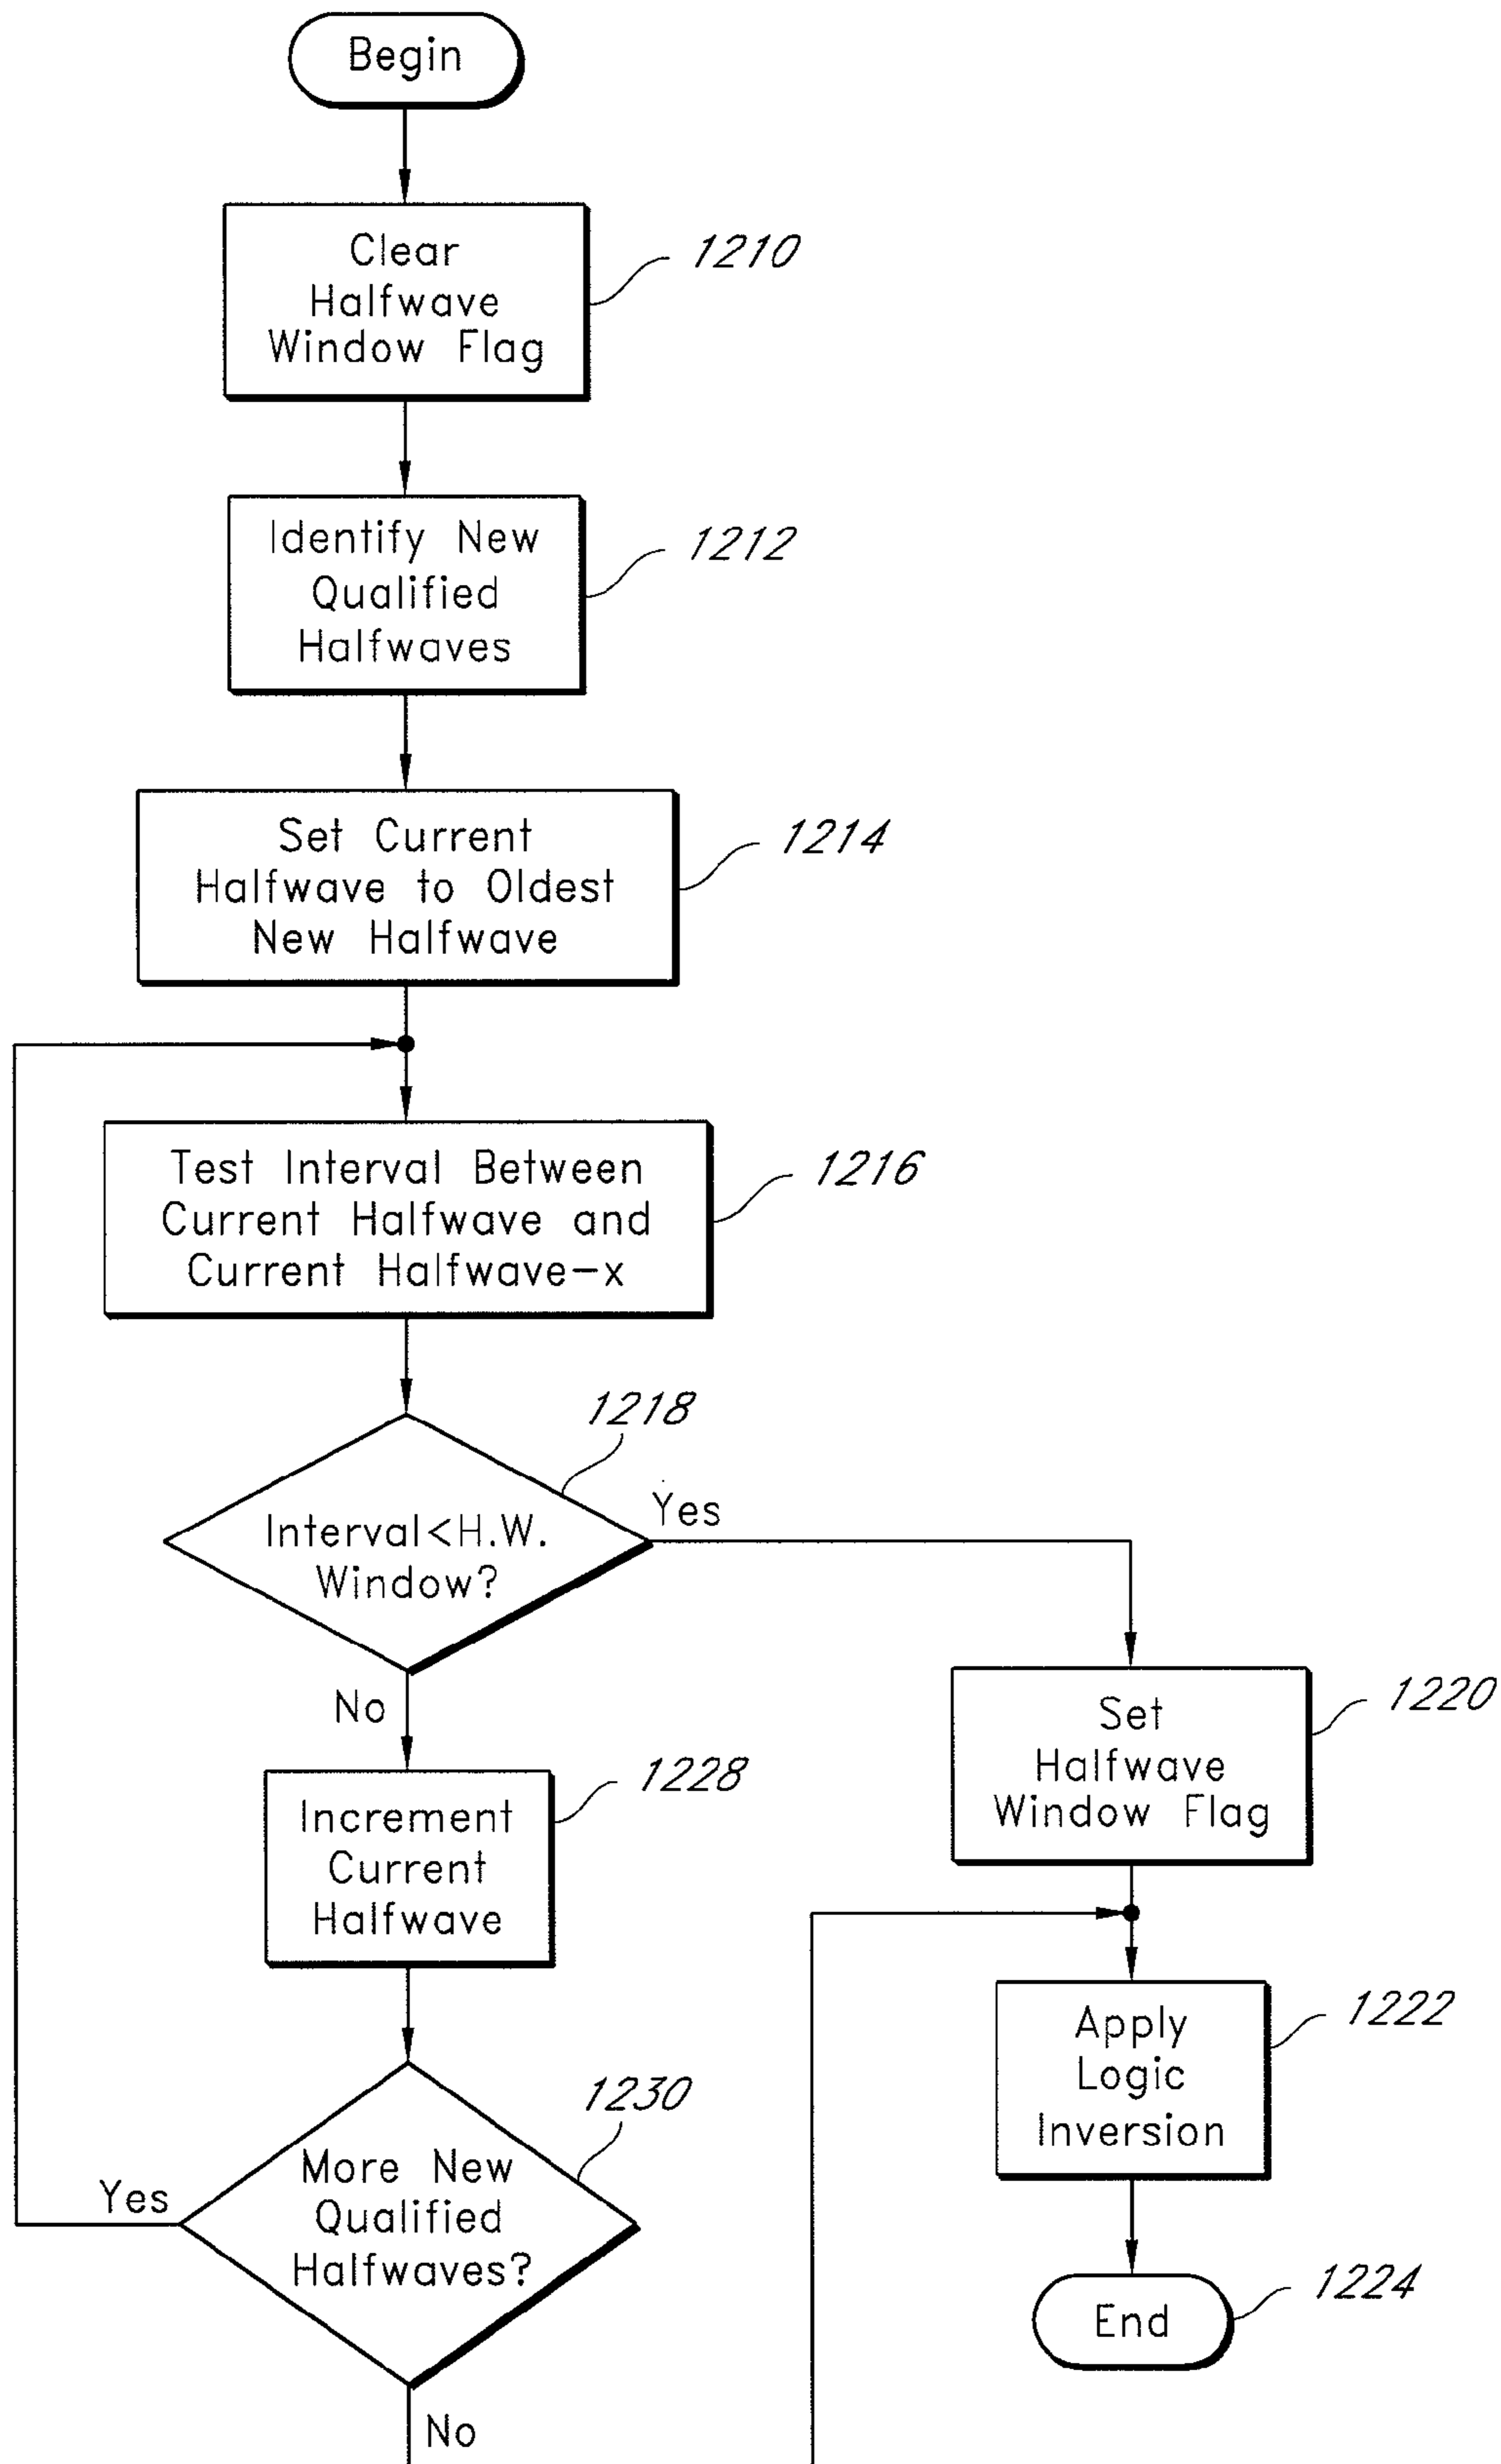 Begin
Clear
Halfwave
Window Flag
1210
Identify New
Qualified
Halfwaves
1212
Set Current
Halfwave to Oldest
New Halfwave
1214
Test Interval Between
Current Halfwave and
Current Halfwave-x
1216
1218
Interval<H.W.
Window?
Yes
No
Set
Halfwave
Window Flag
1220
Increment
Current
Halfwave
1228
Apply
Logic
Inversion
1222
1230
More New
Qualified
Halfwaves?
Yes
No
End
1224